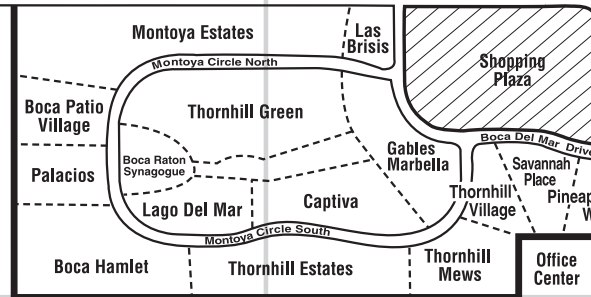 Montoya Estates
Las
Brisis
Montoya Circle North
Shopping
Plaza
Boca Patio
Village
Thornhill Green
Boca Del Mar Drive
Gables
Marbella
Boca Raton
Synagogue
Savannah
Place
Palacios
Thornhill
Village
Lago Del Mar
Captiva
Montoya Circle South
Boca Hamlet
Thornhill Estates
Thornhill
Mews
Office
Center